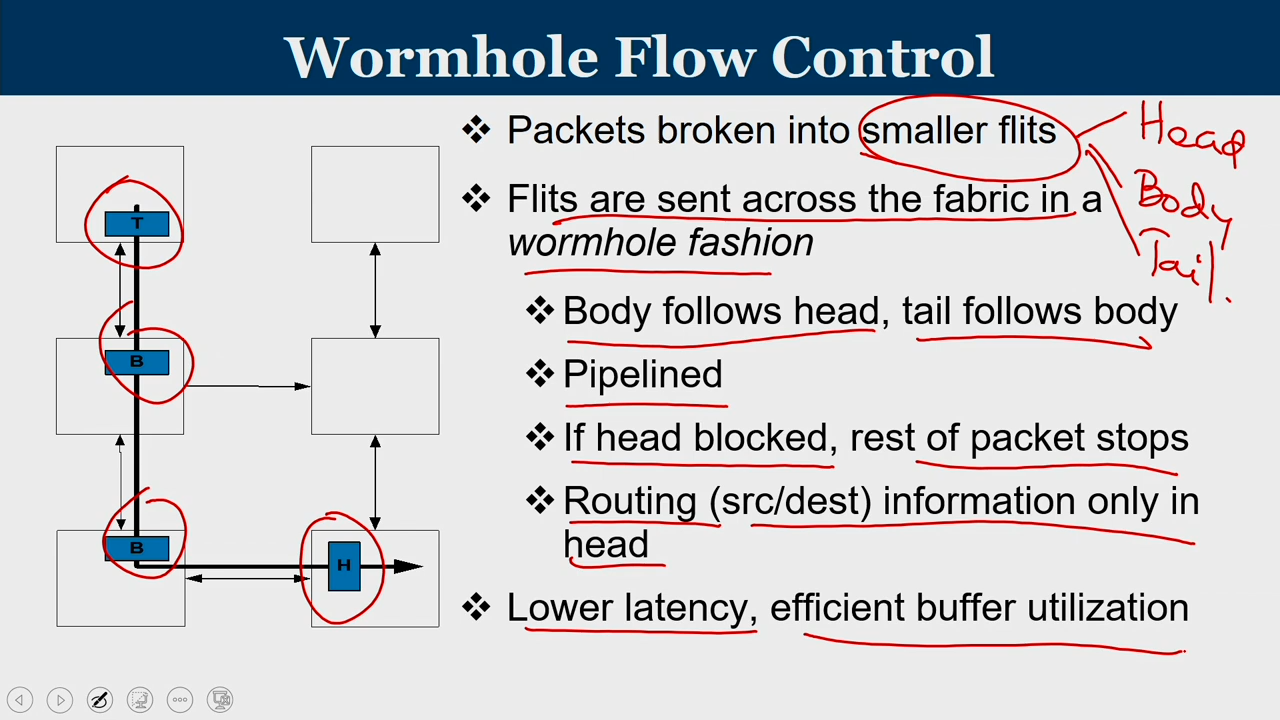 Wormhole Flow Control
❖ Packets broken into smaller flits
Head
Body
Tail.
❖ Flits are sent across the fabric in a
wormhole fashion
❖ Body follows head, tail follows body
❖ Pipelined
❖ If head blocked, rest of packet stops
❖ Routing (src/dest) information only in
head
❖ Lower latency, efficient buffer utilization
T
B
B
H